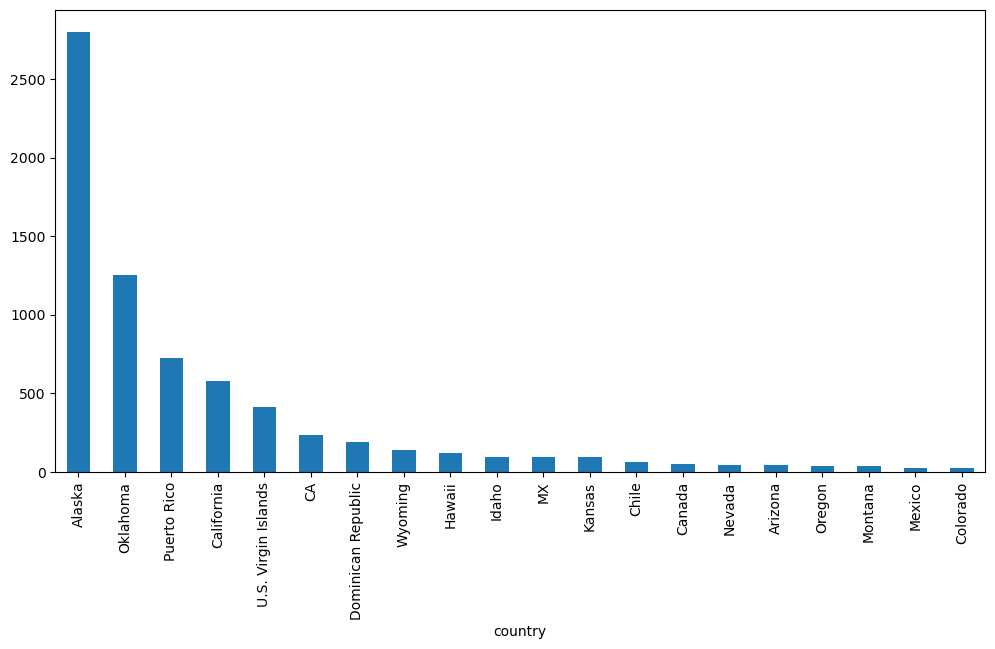 2500
2000
1500
1000
500
0
Alaska
Oklahoma
Puerto Rico
California
U.S. Virgin Islands
CA
Dominican Republic
Wyoming
Hawaii
Idaho
MX
Kansas
Chile
Canada
Nevada
Arizona
Oregon
Montana
Mexico
Colorado
country